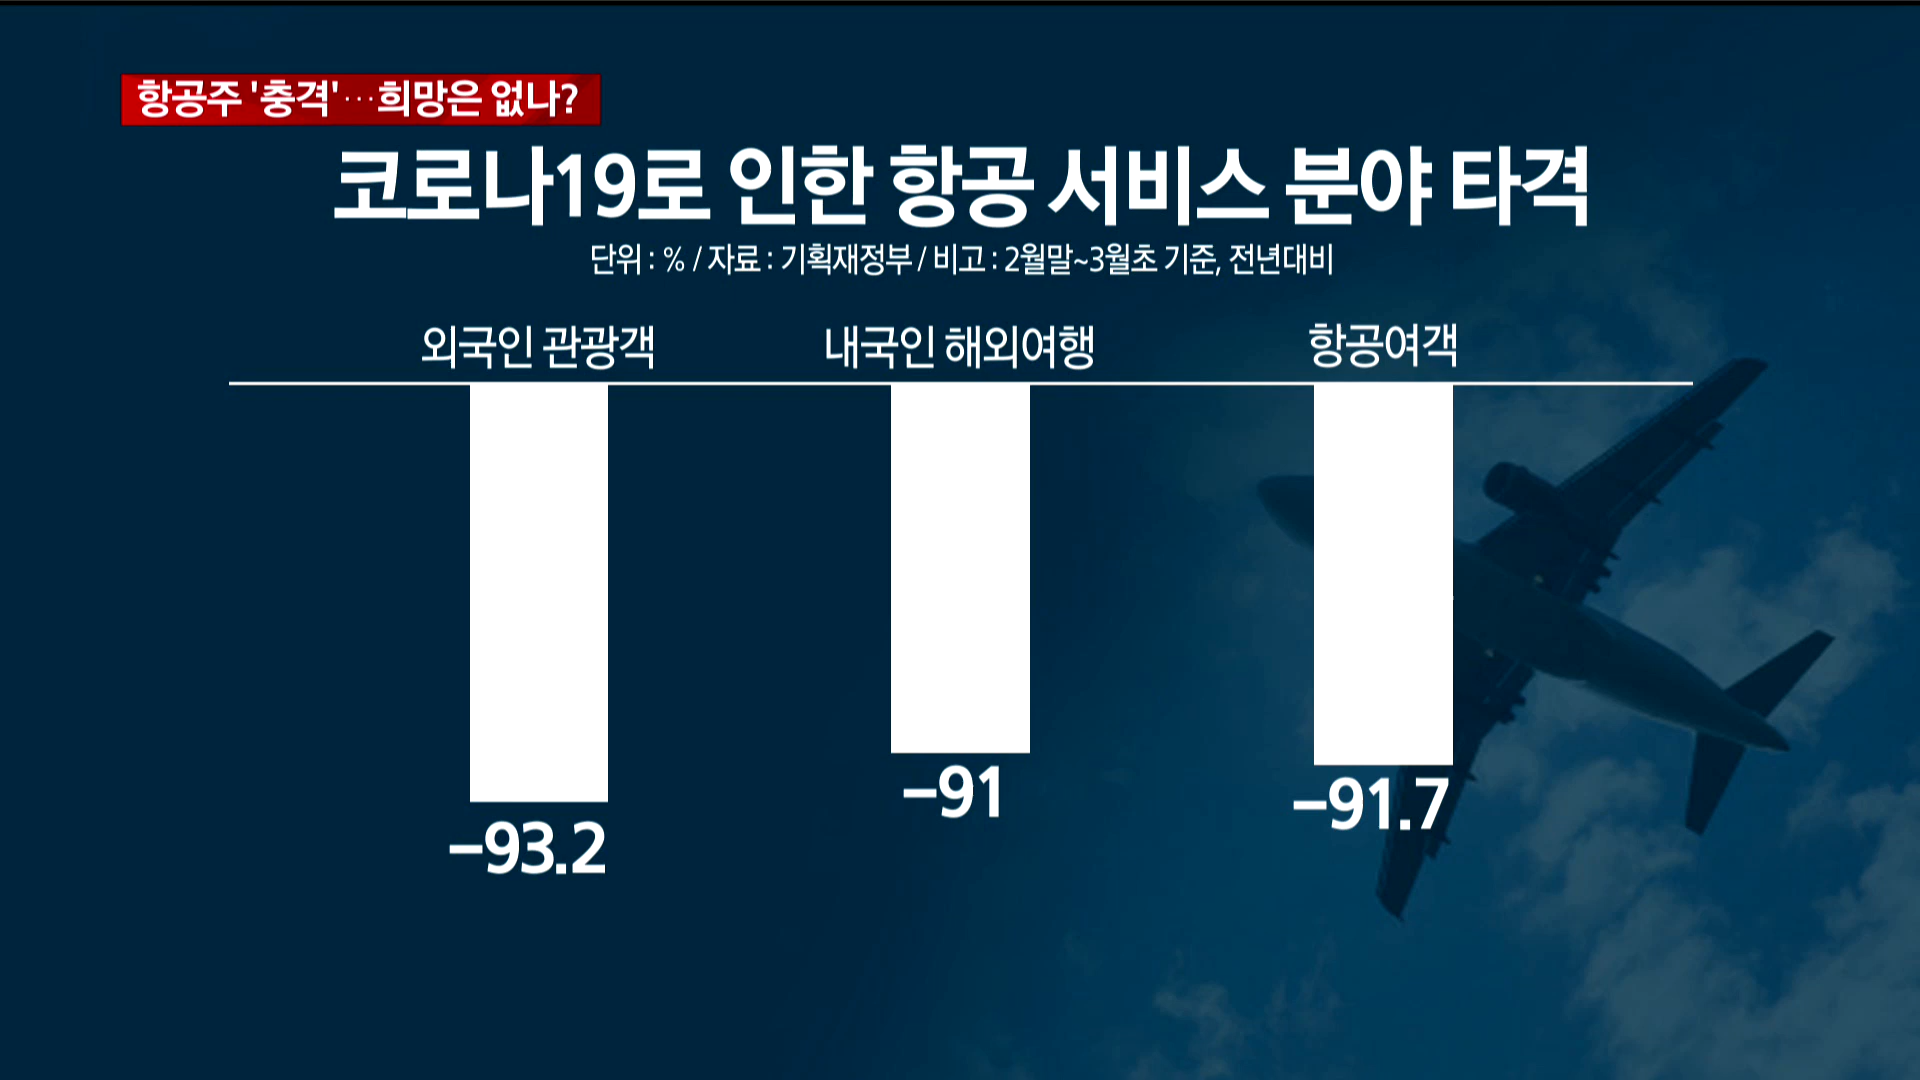 항공주 '충격'…희망은 없나?
코로나19로 인한 항공 서비스 분야 타격
단위 : % / 자료 : 기획재정부 / 비고 : 2월말~3월초 기준, 전년대비
외국인 관광객 내국인 해외여행 항공여객
-93.2 -91 -91.7